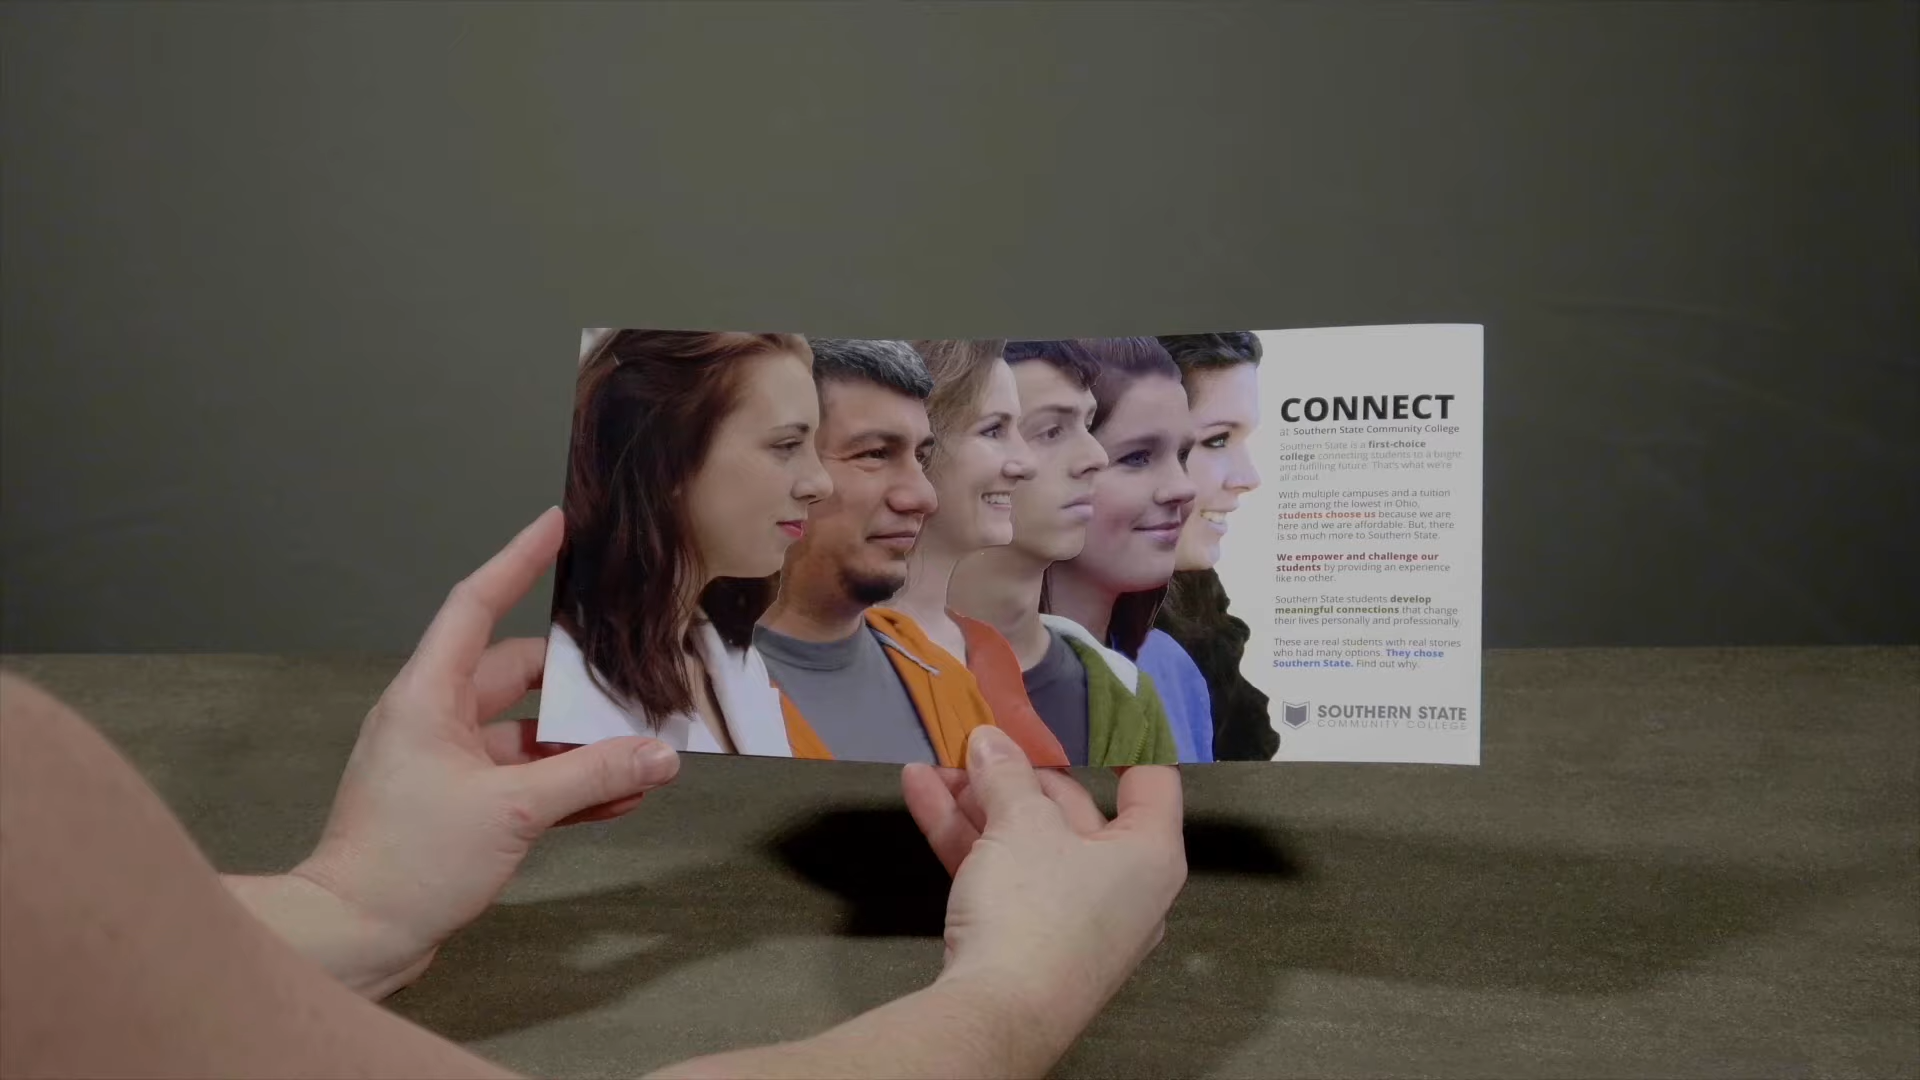 CONNECT
at Southern State Community College
Southern State is a first-choice
college connecting students to a bright
and fulfilling future. That's what we're
all about.
With multiple campuses and a tuition
rate among the lowest in Ohio,
students choose us because we are
here and we are affordable. But, there
is so much more to Southern State.
We empower and challenge our
students by providing an experience
like no other.
Southern State students develop
meaningful connections that change
their lives personally and professionally.
These are real students with real stories
who had many options. They chose
Southern State. Find out why.
SOUTHERN STATE
COMMUNITY COLLEGE